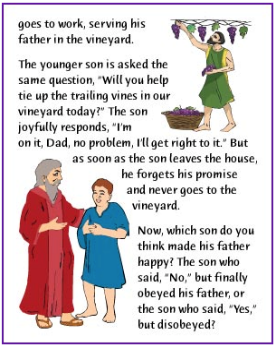 goes to work, serving his
father in the vineyard.
The younger son is asked the
same question, "Will you help
tie up the trailing vines in our
vineyard today?" The son
joyfully responds, "I'm
on it, Dad, no problem, I'll get right to it." But
as soon as the son leaves the house,
he forgets his promise
and never goes to the
vineyard.
Now, which son do you
think made his father
happy? The son who
said, "No," but finally
obeyed his father, or
the son who said, "Yes,"
but disobeyed?